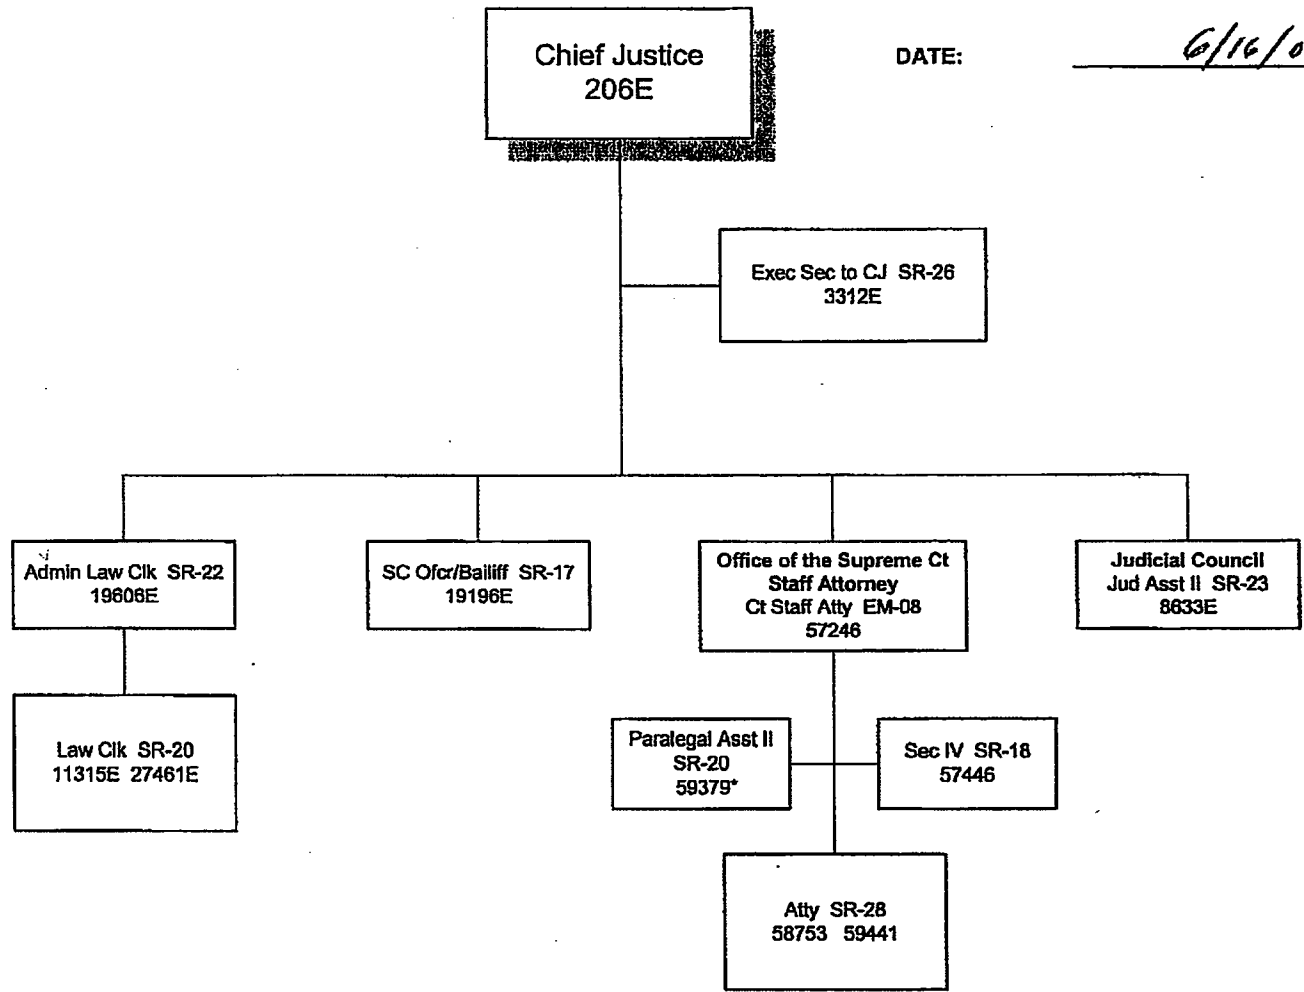 Chief Justice
206E
DATE:
6/16/0
Exec Sec to CJ SR-26
3312E
Admin Law Clk SR-22
19606E
SC Ofcr/Bailiff SR-17
19196E
Office of the Supreme Ct
Staff Attorney
Ct Staff Atty EM-08
57246
Judicial Council
Jud Asst II SR-23
8633E
Law Clk SR-20
11315E 27461E
Paralegal Asst II
SR-20
59379*
Sec IV SR-18
57446
Atty SR-28
58753 59441